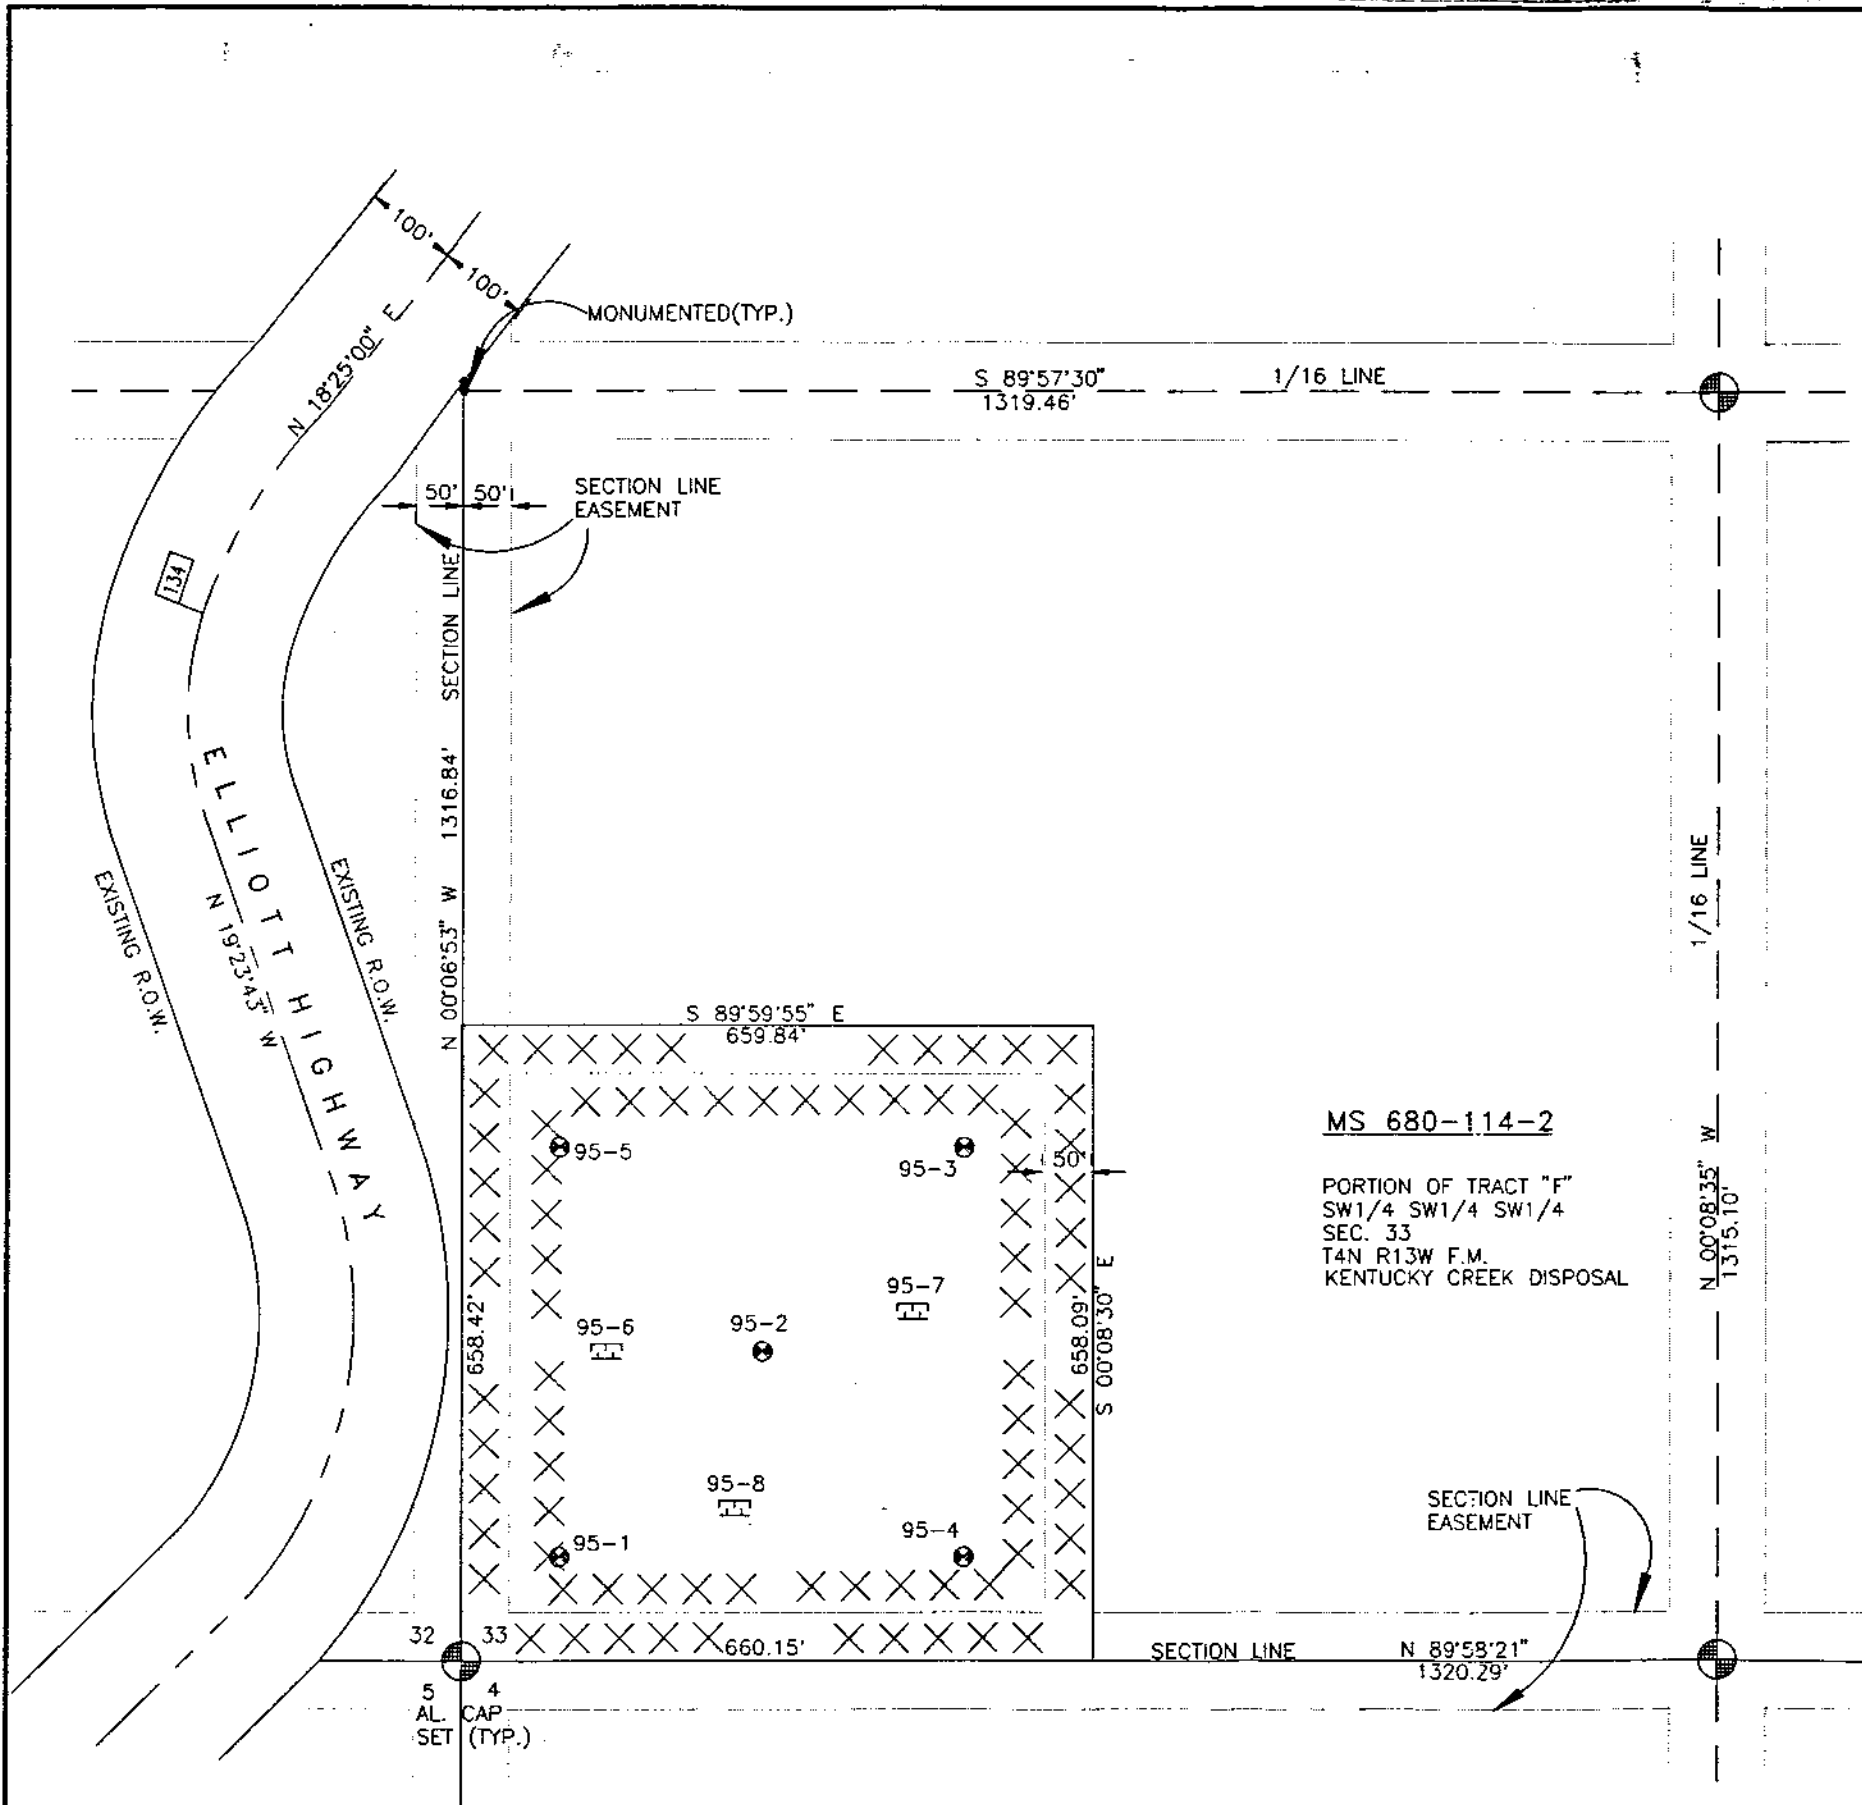 100'
100'
MONUMENTED(TYP.)
N 18°25'00" E
S 89°57'30"
1319.46'
1/16 LINE
50' 50'
SECTION LINE
EASEMENT
134
SECTION LINE
1316.84'
N 00°06'53" W
ELLIOTT HIGHWAY
N 19°23'43" W
EXISTING R.O.W.
EXISTING R.O.W.
1/16 LINE
S 89°59'55" E
659.84'
95-5
95-3
50'
MS 680-114-2
PORTION OF TRACT "F"
SW1/4 SW1/4 SW1/4
SEC. 33
T4N R13W F.M.
KENTUCKY CREEK DISPOSAL
N 00°08'35" W
1315.10'
95-7
95-6
95-2
658.42'
658.09'
S 00°08'30" E
95-8
95-1
95-4
SECTION LINE
EASEMENT
32 33
660.15'
SECTION LINE
N 89°58'21"
1320.29'
5 4
AL. CAP
SET (TYP.)